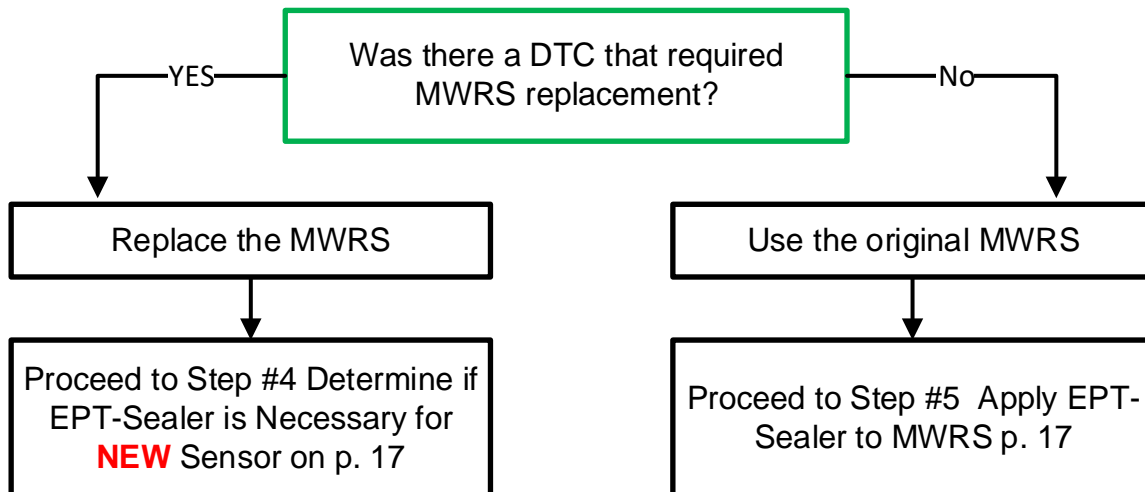 Was there a DTC that required
MWRS replacement?
YES
No
Replace the MWRS
Use the original MWRS
Proceed to Step #4 Determine if
EPT-Sealer is Necessary for
NEW Sensor on p. 17
Proceed to Step #5  Apply EPT-
Sealer to MWRS p. 17